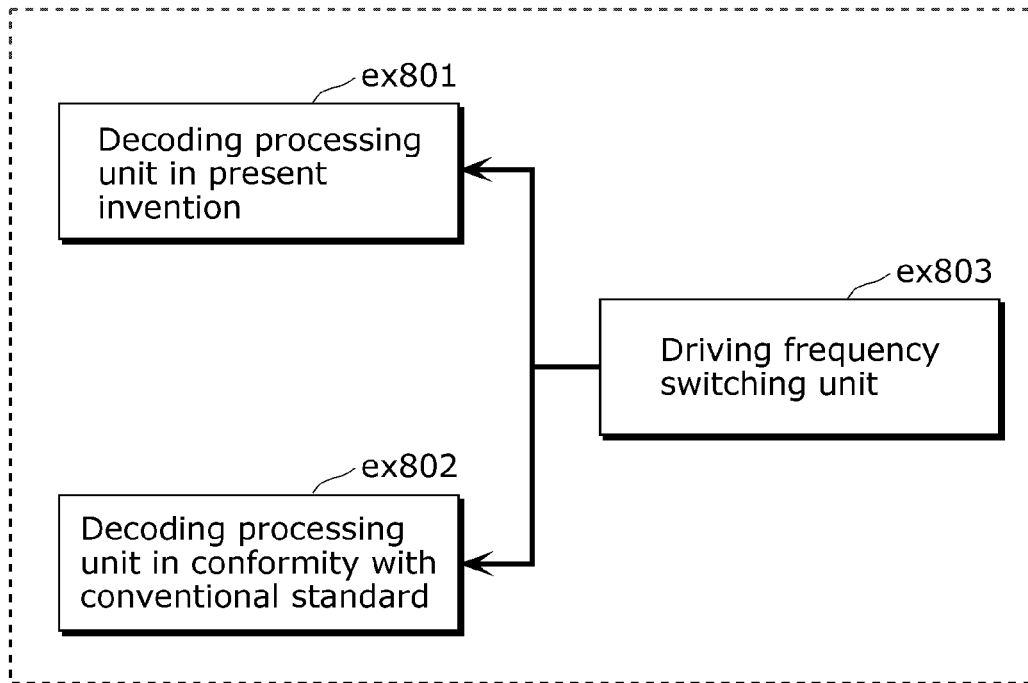 ex801
Decoding processing
unit in present
invention
ex803
Driving frequency
switching unit
ex802
Decoding processing
unit in conformity with
conventional standard